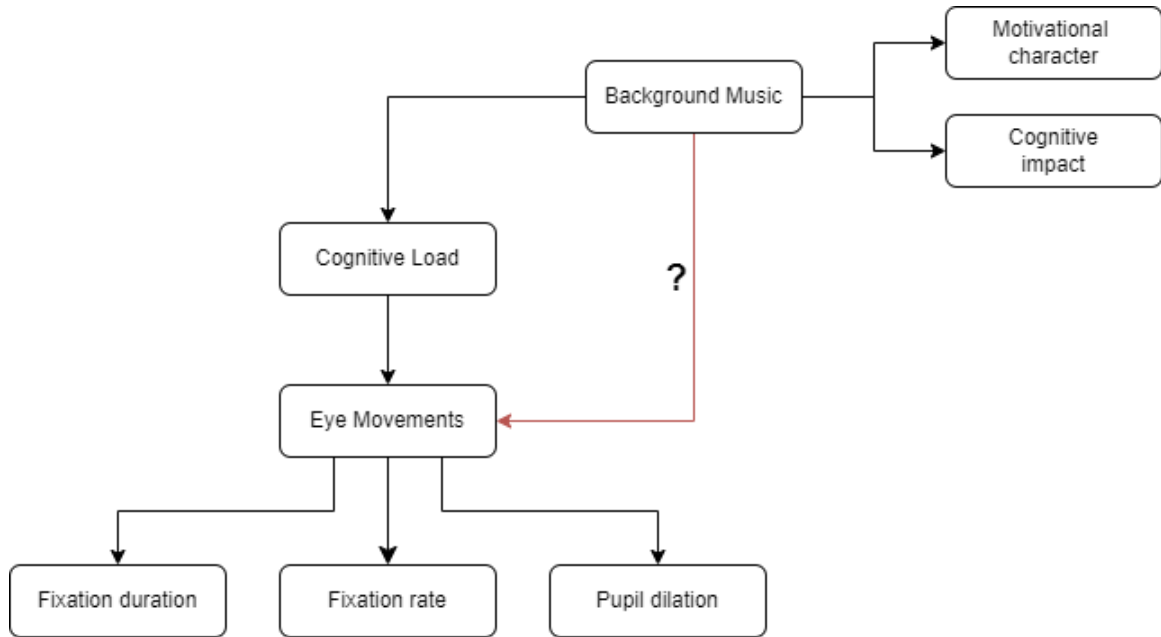 Motivational
character
Background Music
Cognitive
impact
Cognitive Load
?
Eye Movements
Fixation duration
Fixation rate
Pupil dilation